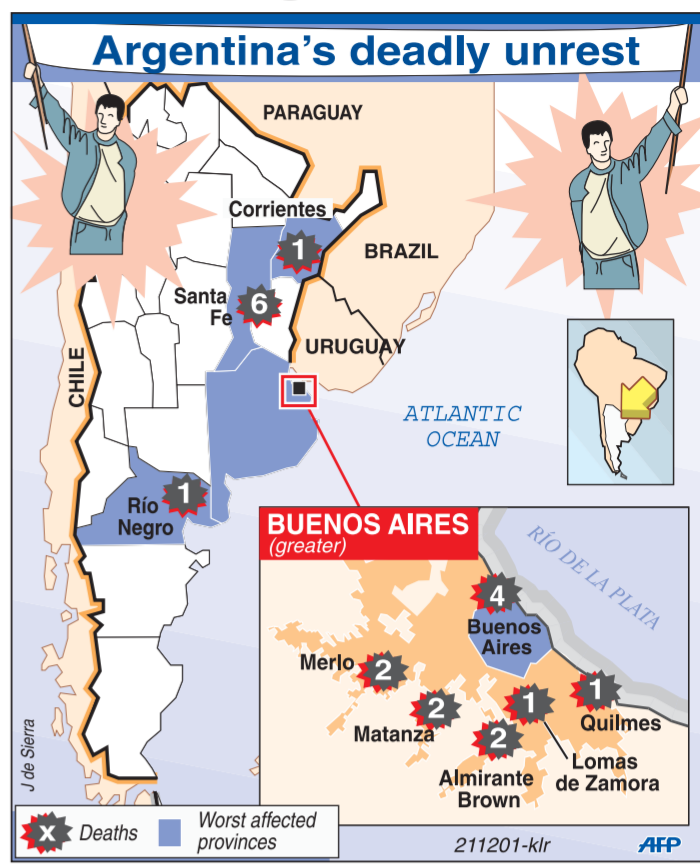 Argentina's deadly unrest
PARAGUAY
Corrientes
1
BRAZIL
Santa
Fe
6
URUGUAY
CHILE
ATLANTIC
OCEAN
Río
Negro
1
BUENOS AIRES
(greater)
RÍO DE LA PLATA
4
Buenos
Aires
Merlo
2
Matanza
2
1
1
Quilmes
2
Lomas
de Zamora
Almirante
Brown
J de Sierra
x
Deaths
Worst affected
provinces
211201-klr
AFP